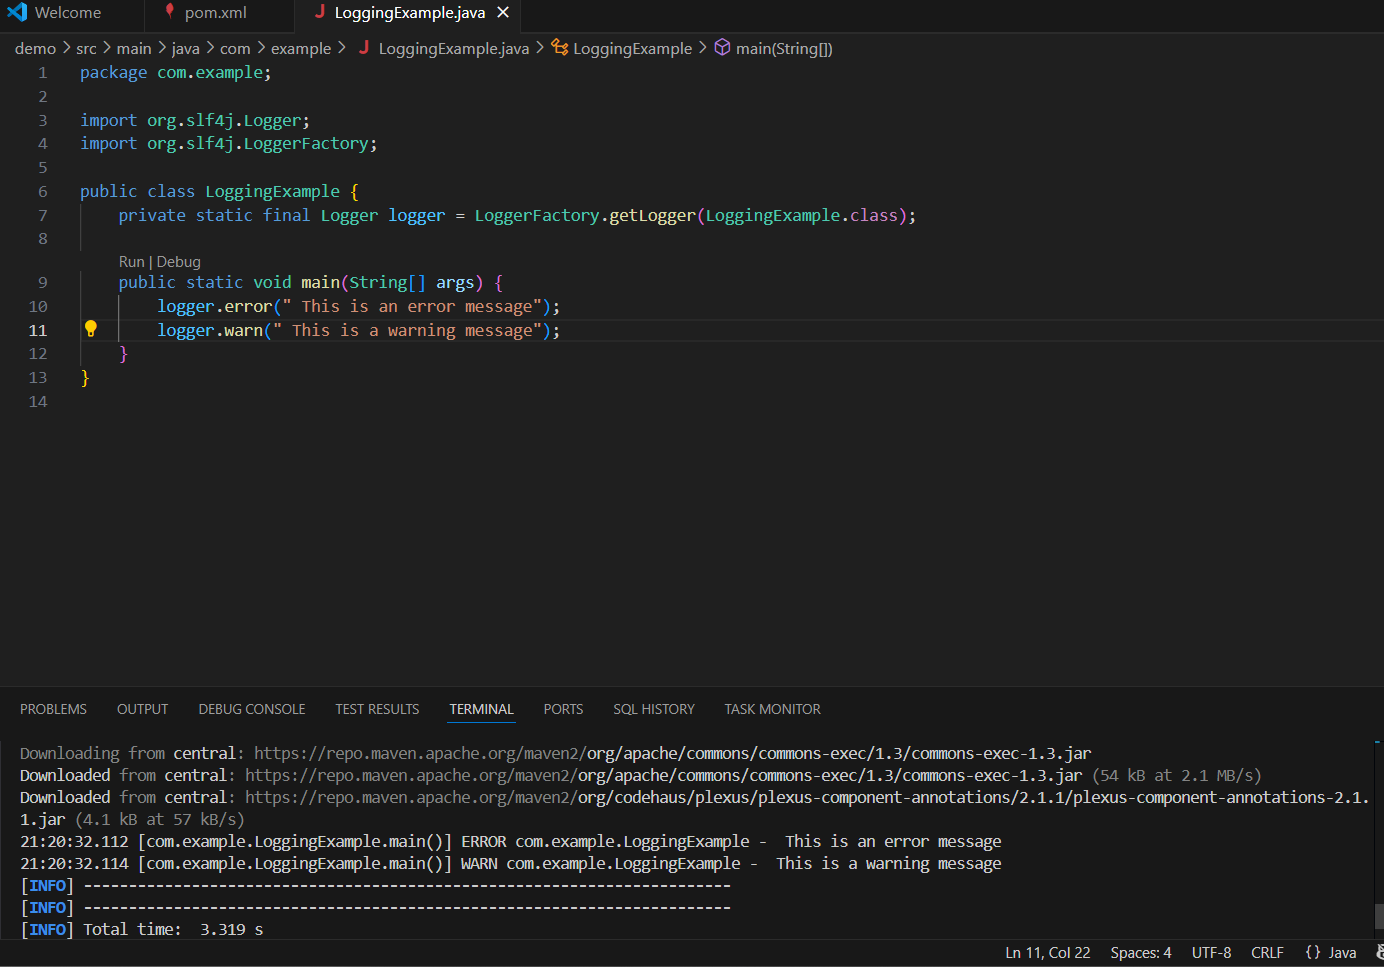 Welcome
pom.xml
LoggingExample.java
demo > src > main > java > com > example > LoggingExample.java > LoggingExample > main(String[])
1 package com.example;
2
3 import org.slf4j.Logger;
4 import org.slf4j.LoggerFactory;
5
6 public class LoggingExample {
7 private static final Logger logger = LoggerFactory.getLogger(LoggingExample.class);
8
Run | Debug
9 public static void main(String[] args) {
10 logger.error(" This is an error message");
11 logger.warn(" This is a warning message");
12 }
13 }
14
PROBLEMS OUTPUT DEBUG CONSOLE TEST RESULTS TERMINAL PORTS SQL HISTORY TASK MONITOR
Downloading from central: https://repo.maven.apache.org/maven2/org/apache/commons/commons-exec/1.3/commons-exec-1.3.jar
Downloaded from central: https://repo.maven.apache.org/maven2/org/apache/commons/commons-exec/1.3/commons-exec-1.3.jar (54 kB at 2.1 MB/s)
Downloaded from central: https://repo.maven.apache.org/maven2/org/codehaus/plexus/plexus-component-annotations/2.1.1/plexus-component-annotations-2.1.
1.jar (4.1 kB at 57 kB/s)
21:20:32.112 [com.example.LoggingExample.main()] ERROR com.example.LoggingExample -  This is an error message
21:20:32.114 [com.example.LoggingExample.main()] WARN com.example.LoggingExample -  This is a warning message
[INFO] ------------------------------------------------------------------------
[INFO] ------------------------------------------------------------------------
[INFO] Total time:  3.319 s
Ln 11, Col 22 Spaces: 4 UTF-8 CRLF {} Java